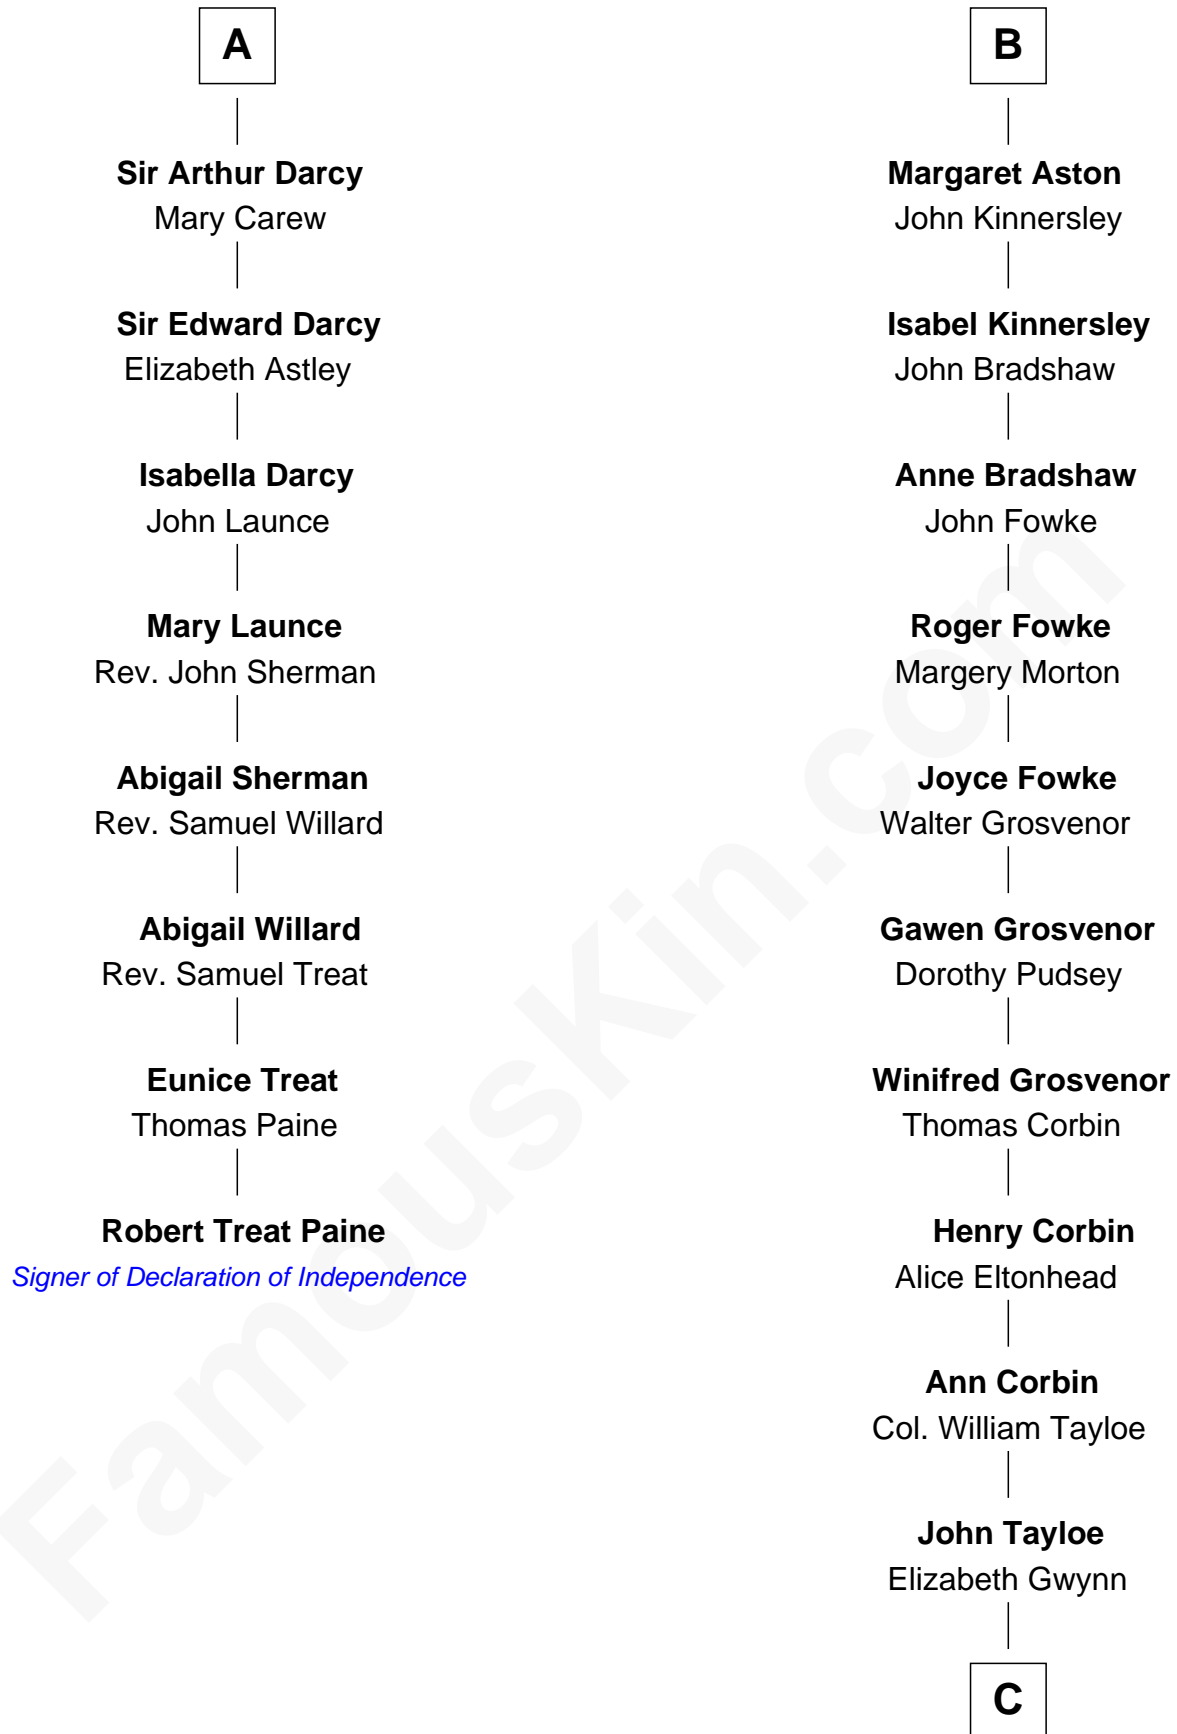 A
Sir Arthur Darcy
Mary Carew
Sir Edward Darcy
Elizabeth Astley
Isabella Darcy
John Launce
Mary Launce
Rev. John Sherman
Abigail Sherman
Rev. Samuel Willard
Abigail Willard
Rev. Samuel Treat
Eunice Treat
Thomas Paine
Robert Treat Paine
Signer of Declaration of Independence
B
Margaret Aston
John Kinnersley
Isabel Kinnersley
John Bradshaw
Anne Bradshaw
John Fowke
Roger Fowke
Margery Morton
Joyce Fowke
Walter Grosvenor
Gawen Grosvenor
Dorothy Pudsey
Winifred Grosvenor
Thomas Corbin
Henry Corbin
Alice Eltonhead
Ann Corbin
Col. William Tayloe
John Tayloe
Elizabeth Gwynn
C
FamousKin.com